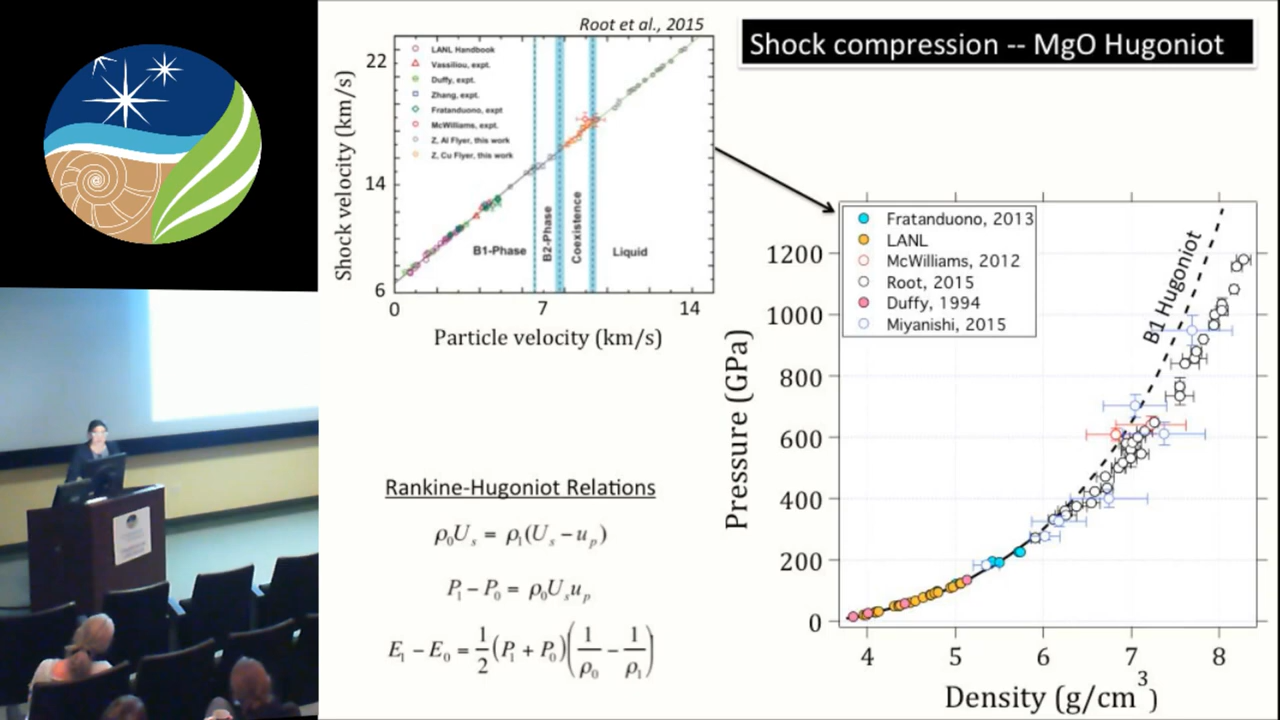 Root et al., 2015
Shock compression -- MgO Hugoniot
22
14
6
Shock velocity (km/s)
LANL Handbook
Vassiliou, expt.
Duffy, expt.
Zhang, expt.
Fratanduono, expt
McWilliams, expt.
Z, Al Flyer, this work
Z, Cu Flyer, this work
B1-Phase
B2-Phase
Coexistence
Liquid
0
7
14
Particle velocity (km/s)
Fratanduono, 2013
LANL
McWilliams, 2012
Root, 2015
Duffy, 1994
Miyanishi, 2015
B1 Hugoniot
1200
1000
800
600
400
200
0
Pressure (GPa)
4
5
6
7
8
Density (g/cm³)
Rankine-Hugoniot Relations
ρ₀Uₛ = ρ₁(Uₛ − uₚ)
P₁ − P₀ = ρ₀Uₛuₚ
E₁ − E₀ = 1/2 (P₁ + P₀)(1/ρ₀ − 1/ρ₁)